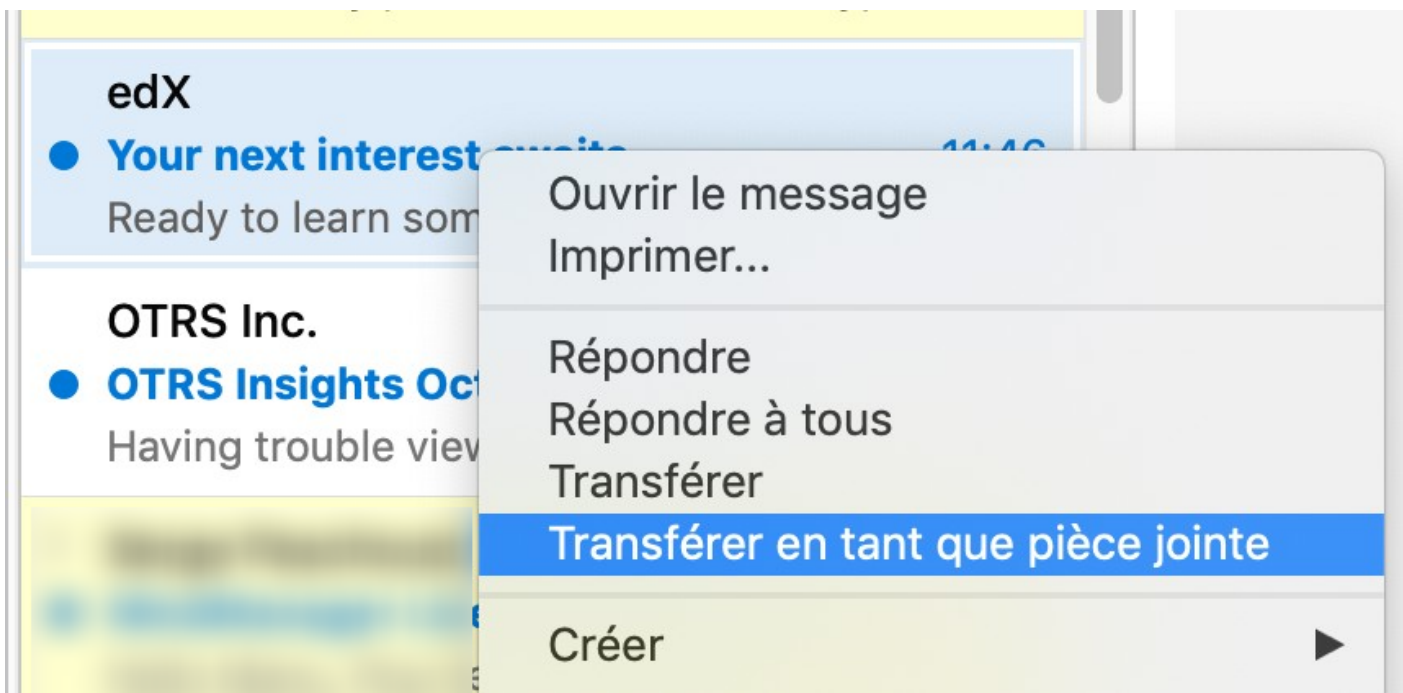 edX
Your next interest awaits 11:46
Ready to learn som
OTRS Inc.
OTRS Insights Oct
Having trouble view
Ouvrir le message
Imprimer...
Répondre
Répondre à tous
Transférer
Transférer en tant que pièce jointe
Créer